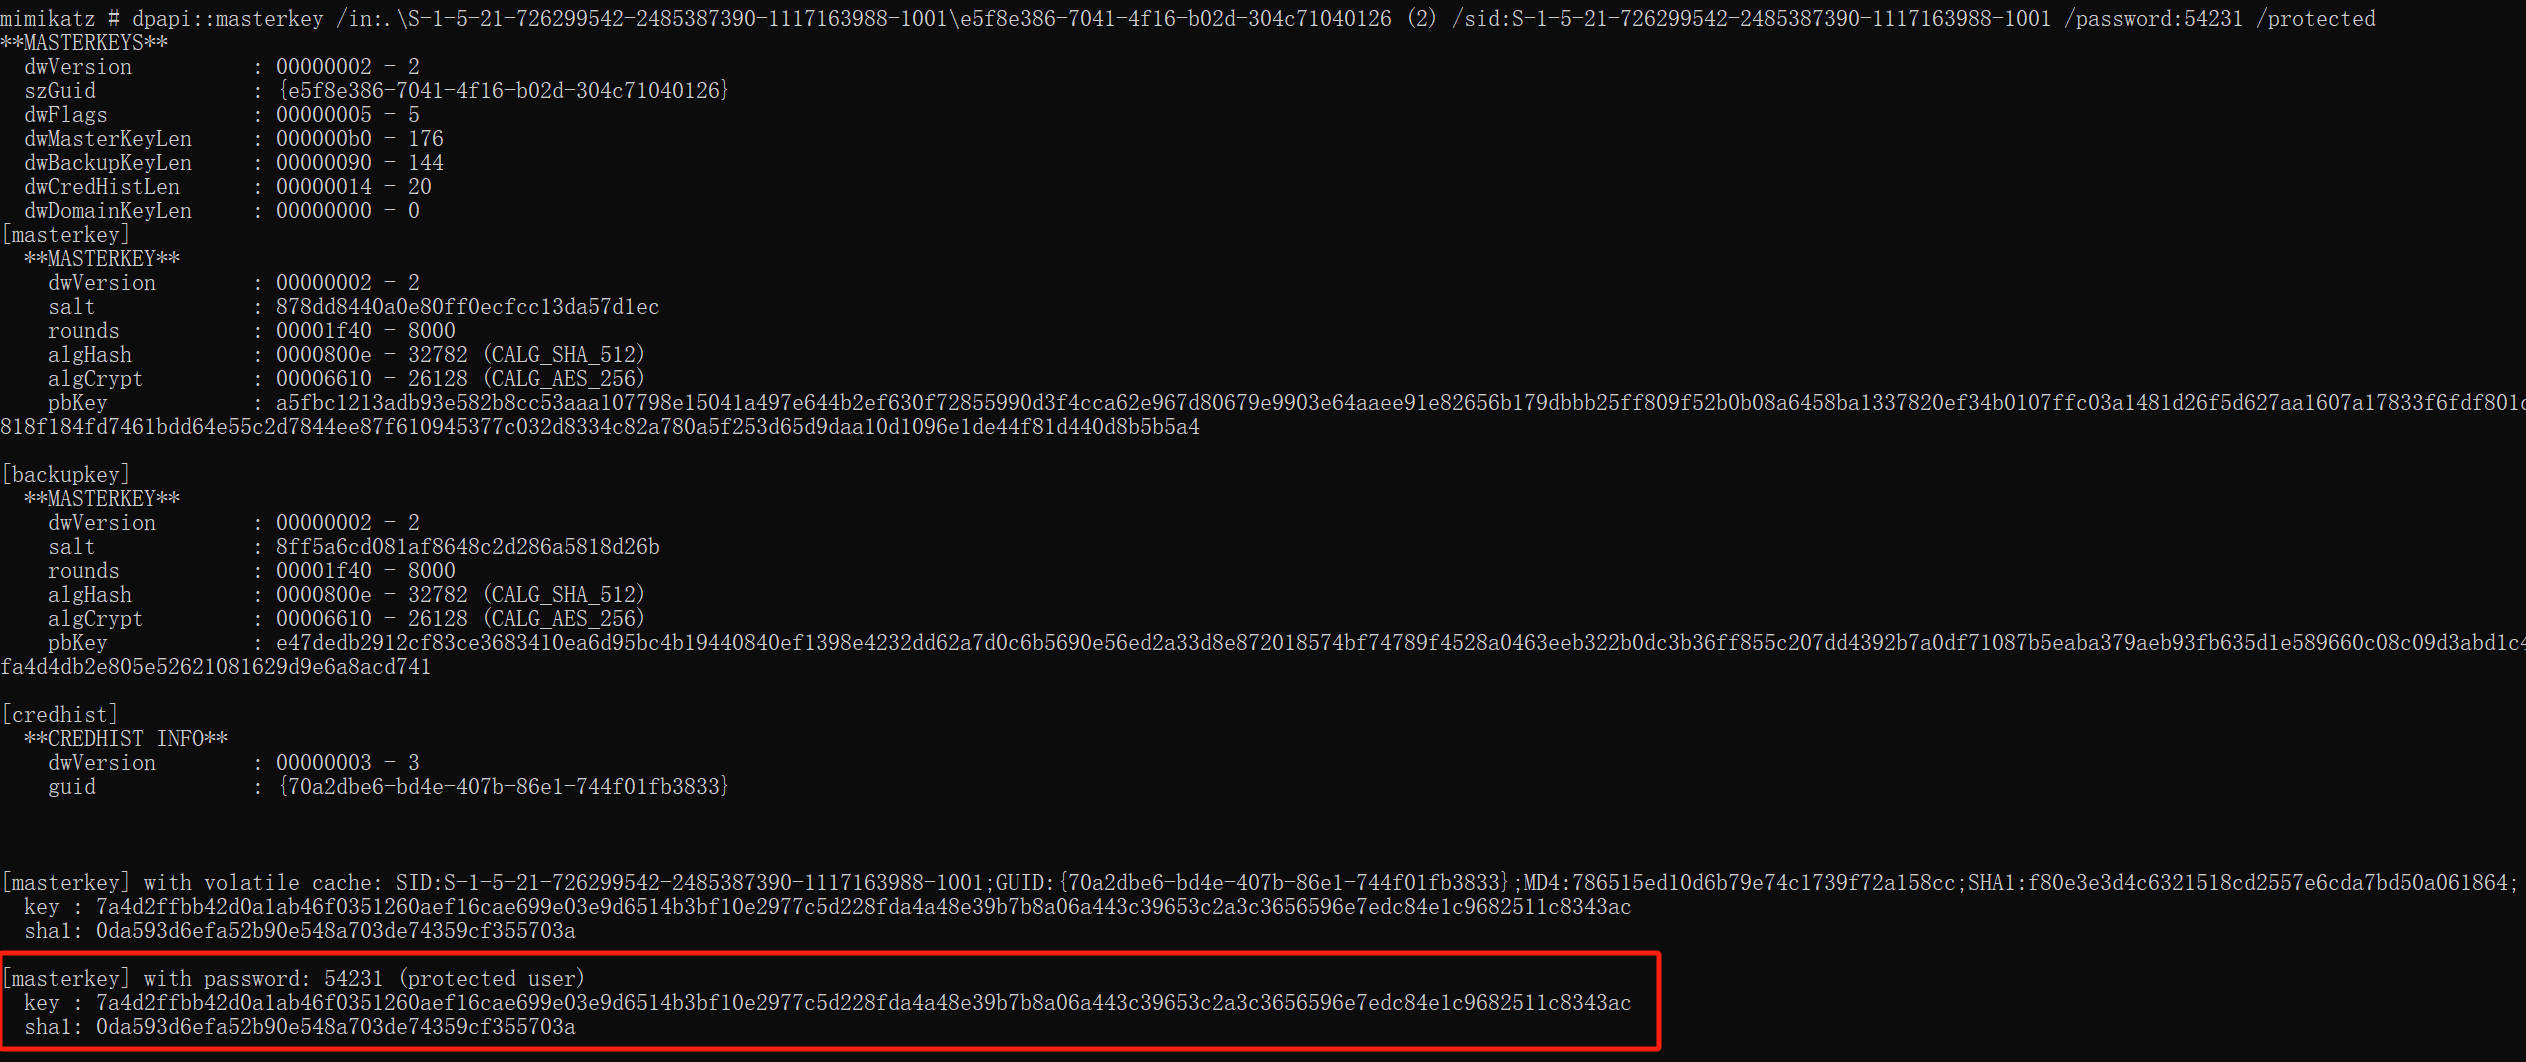 mimikatz # dpapi::masterkey /in:.\S-1-5-21-726299542-2485387390-1117163988-1001\e5f8e386-7041-4f16-b02d-304c71040126 (2) /sid:S-1-5-21-726299542-2485387390-1117163988-1001 /password:54231 /protected
**MASTERKEYS**
dwVersion : 00000002 - 2
szGuid : {e5f8e386-7041-4f16-b02d-304c71040126}
dwFlags : 00000005 - 5
dwMasterKeyLen : 000000b0 - 176
dwBackupKeyLen : 00000090 - 144
dwCredHistLen : 00000014 - 20
dwDomainKeyLen : 00000000 - 0
[masterkey]
**MASTERKEY**
dwVersion : 00000002 - 2
salt : 878dd8440a0e80ff0ecfcc13da57d1ec
rounds : 00001f40 - 8000
algHash : 0000800e - 32782 (CALG_SHA_512)
algCrypt : 00006610 - 26128 (CALG_AES_256)
pbKey : a5fbc1213adb93e582b8cc53aaa107798e15041a497e644b2ef630f72855990d3f4cca62e967d80679e9903e64aaee91e82656b179dbbb25ff809f52b0b08a6458ba1337820ef34b0107ffc03a1481d26f5d627aa1607a17833f6fdf801c
818f184fd7461bdd64e55c2d7844ee87f610945377c032d8334c82a780a5f253d65d9daa10d1096e1de44f81d440d8b5b5a4
[backupkey]
**MASTERKEY**
dwVersion : 00000002 - 2
salt : 8ff5a6cd081af8648c2d286a5818d26b
rounds : 00001f40 - 8000
algHash : 0000800e - 32782 (CALG_SHA_512)
algCrypt : 00006610 - 26128 (CALG_AES_256)
pbKey : e47dedb2912cf83ce3683410ea6d95bc4b19440840ef1398e4232dd62a7d0c6b5690e56ed2a33d8e872018574bf74789f4528a0463eeb322b0dc3b36ff855c207dd4392b7a0df71087b5eaba379aeb93fb635d1e589660c08c09d3abd1c4
fa4d4db2e805e52621081629d9e6a8acd741
[credhist]
**CREDHIST INFO**
dwVersion : 00000003 - 3
guid : {70a2dbe6-bd4e-407b-86e1-744f01fb3833}
[masterkey] with volatile cache: SID:S-1-5-21-726299542-2485387390-1117163988-1001;GUID:{70a2dbe6-bd4e-407b-86e1-744f01fb3833};MD4:786515ed10d6b79e74c1739f72a158cc;SHA1:f80e3e3d4c6321518cd2557e6cda7bd50a061864;
key : 7a4d2ffbb42d0a1ab46f0351260aef16cae699e03e9d6514b3bf10e2977c5d228fda4a48e39b7b8a06a443c39653c2a3c3656596e7edc84e1c9682511c8343ac
sha1: 0da593d6efa52b90e548a703de74359cf355703a
[masterkey] with password: 54231 (protected user)
key : 7a4d2ffbb42d0a1ab46f0351260aef16cae699e03e9d6514b3bf10e2977c5d228fda4a48e39b7b8a06a443c39653c2a3c3656596e7edc84e1c9682511c8343ac
sha1: 0da593d6efa52b90e548a703de74359cf355703a